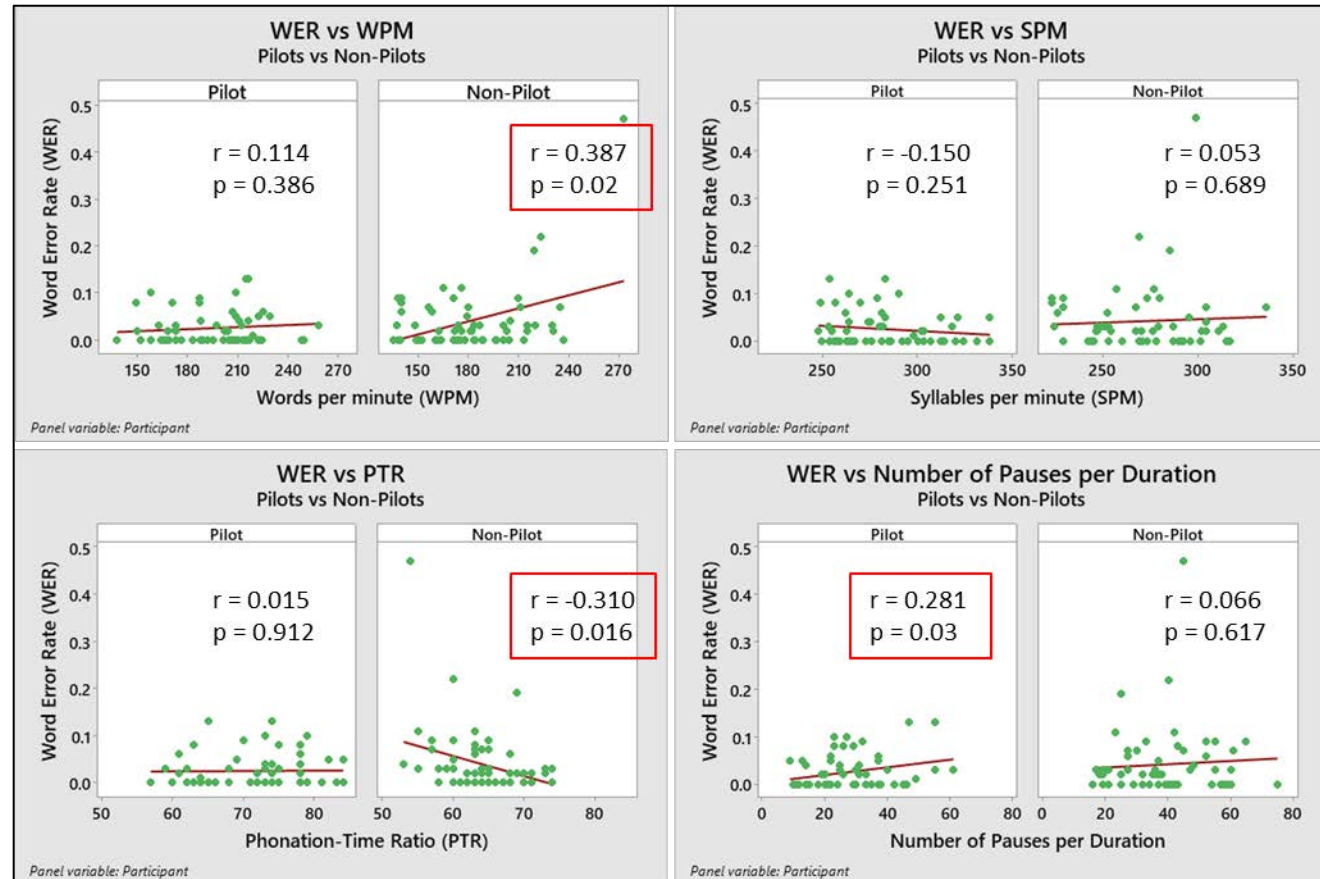 WER vs WPM
Pilots vs Non-Pilots
Pilot
Non-Pilot
0.5
0.4
0.3
0.2
0.1
0.0
Word Error Rate (WER)
r = 0.114
p = 0.386
r = 0.387
p = 0.02
150 180 210 240 270 150 180 210 240 270
Words per minute (WPM)
Panel variable: Participant
WER vs SPM
Pilots vs Non-Pilots
Pilot
Non-Pilot
0.5
0.4
0.3
0.2
0.1
0.0
Word Error Rate (WER)
r = -0.150
p = 0.251
r = 0.053
p = 0.689
250 300 350 250 300 350
Syllables per minute (SPM)
Panel variable: Participant
WER vs PTR
Pilots vs Non-Pilots
Pilot
Non-Pilot
0.5
0.4
0.3
0.2
0.1
0.0
Word Error Rate (WER)
r = 0.015
p = 0.912
r = -0.310
p = 0.016
50 60 70 80 50 60 70 80
Phonation-Time Ratio (PTR)
Panel variable: Participant
WER vs Number of Pauses per Duration
Pilots vs Non-Pilots
Pilot
Non-Pilot
0.5
0.4
0.3
0.2
0.1
0.0
Word Error Rate (WER)
r = 0.281
p = 0.03
r = 0.066
p = 0.617
0 20 40 60 80 0 20 40 60 80
Number of Pauses per Duration
Panel variable: Participant